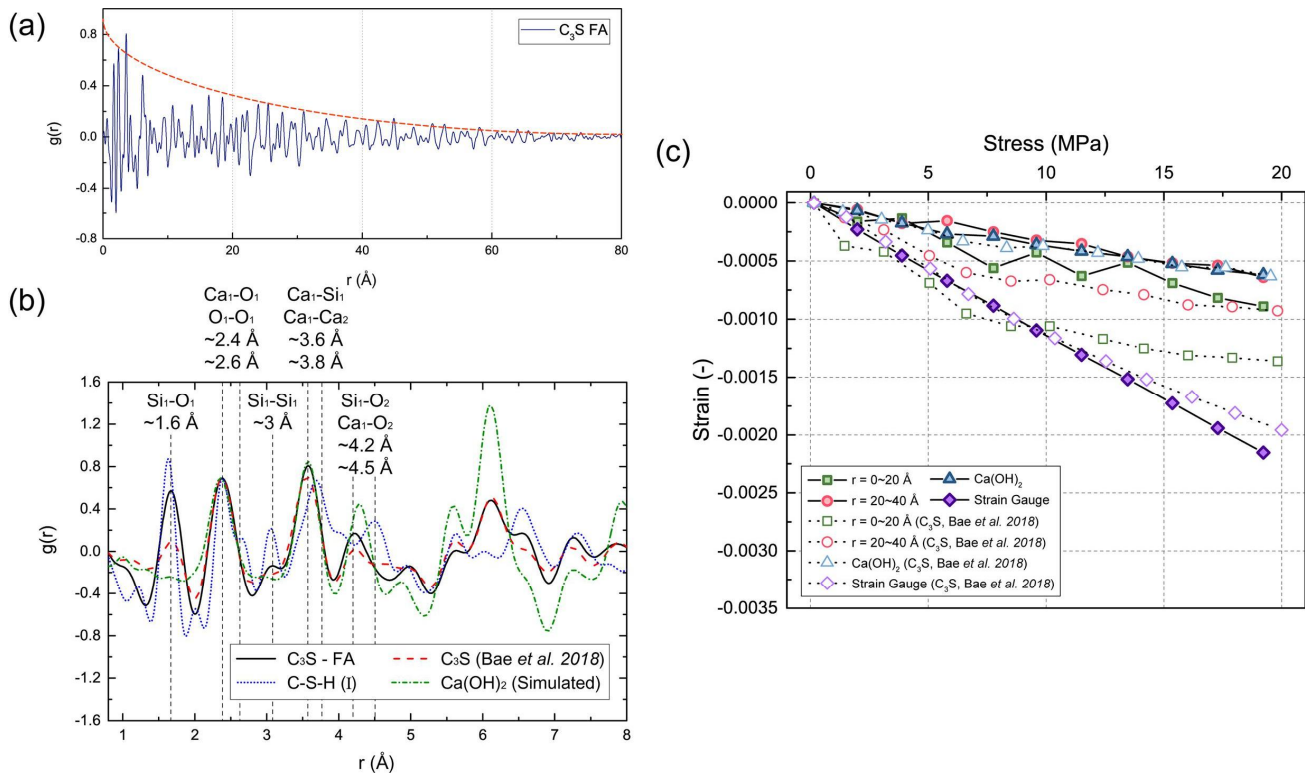 (a)
0.8
0.4
0.0
-0.4
0.8
g(r)
C₃S FA
0
20
40
60
80
r (Å)
(b)
Ca₁-O₁
O₁-O₁
~2.4 Å
~2.6 Å
Ca₁-Si₁
Ca₁-Ca₂
~3.6 Å
~3.8 Å
Si₁-O₁
~1.6 Å
Si₁-Si₁
~3 Å
Si₁-O₂
Ca₁-O₂
~4.2 Å
~4.5 Å
1.6
1.2
0.8
0.4
0.0
-0.4
-0.8
-1.2
-1.6
g(r)
C₃S - FA
C₃S (Bae et al. 2018)
C-S-H (I)
Ca(OH)₂ (Simulated)
1
2
3
4
5
6
7
8
r (Å)
(c)
Stress (MPa)
0
5
10
15
20
0.0000
-0.0005
-0.0010
-0.0015
-0.0020
-0.0025
-0.0030
-0.0035
Strain (-)
r = 0~20 Å
Ca(OH)₂
r = 20~40 Å
Strain Gauge
r = 0~20 Å (C₃S, Bae et al. 2018)
r = 20~40 Å (C₃S, Bae et al. 2018)
Ca(OH)₂ (C₃S, Bae et al. 2018)
Strain Gauge (C₃S, Bae et al. 2018)